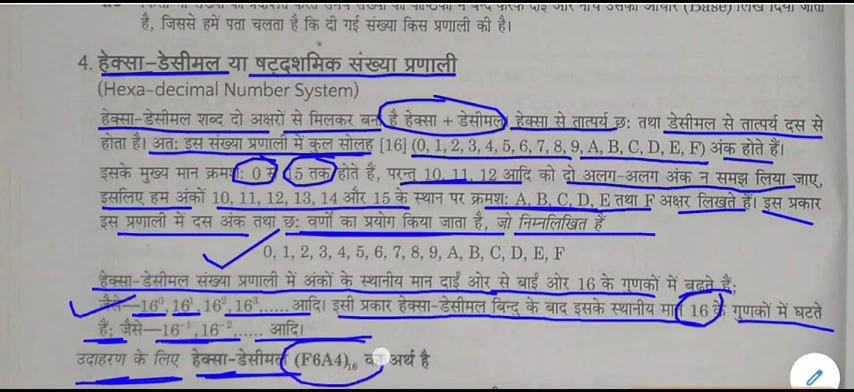 है, जिससे हमें पता चलता है कि दी गई संख्या किस प्रणाली की है।
4. हेक्सा-डेसीमल या षट्दशमिक संख्या प्रणाली
(Hexa-decimal Number System)
हेक्सा-डेसीमल शब्द दो अक्षरों से मिलकर बना है हेक्सा + डेसीमल। हेक्सा से तात्पर्य छः तथा डेसीमल से तात्पर्य दस से
होता है। अतः इस संख्या प्रणाली में कुल सोलह [16] (0, 1, 2, 3, 4, 5, 6, 7, 8, 9, A, B, C, D, E, F) अंक होते हैं।
इसके मुख्य मान क्रमशः 0 से 15 तक होते हैं, परन्तु 10, 11, 12 आदि को दो अलग-अलग अंक न समझ लिया जाए,
इसलिए हम अंकों 10, 11, 12, 13, 14 और 15 के स्थान पर क्रमशः A, B, C, D, E तथा F अक्षर लिखते हैं। इस प्रकार
इस प्रणाली में दस अंक तथा छः वर्णों का प्रयोग किया जाता है, जो निम्नलिखित हैं
0, 1, 2, 3, 4, 5, 6, 7, 8, 9, A, B, C, D, E, F
हेक्सा-डेसीमल संख्या प्रणाली में अंकों के स्थानीय मान दाईं ओर से बाईं ओर 16 के गुणकों में बढ़ते हैं;
जैसे—16⁰, 16¹, 16², 16³,...... आदि। इसी प्रकार हेक्सा-डेसीमल बिन्दु के बाद इसके स्थानीय मान 16 के गुणकों में घटते
हैं; जैसे—16⁻¹, 16⁻²...... आदि।
उदाहरण के लिए हेक्सा-डेसीमल (F6A4)₁₆ का अर्थ है